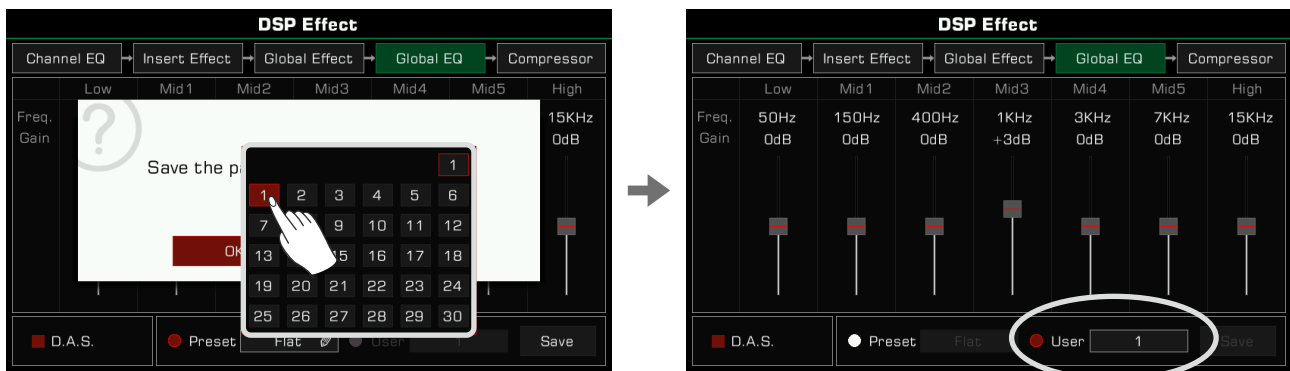 DSP Effect
Channel EQ Insert Effect Global Effect Global EQ Compressor
Low Mid1 Mid2 Mid3 Mid4 Mid5 High
Freq. 15KHz
Gain 0dB
?
Save the pa
1
1 2 3 4 5 6
7 9 10 11 12
13 15 16 17 18
19 20 21 22 23 24
25 26 27 28 29 30
OK
D.A.S. Preset Flat User 1 Save
DSP Effect
Channel EQ Insert Effect Global Effect Global EQ Compressor
Low Mid1 Mid2 Mid3 Mid4 Mid5 High
Freq. 50Hz 150Hz 400Hz 1KHz 3KHz 7KHz 15KHz
Gain 0dB 0dB 0dB +3dB 0dB 0dB 0dB
D.A.S. Preset Flat User 1 Save